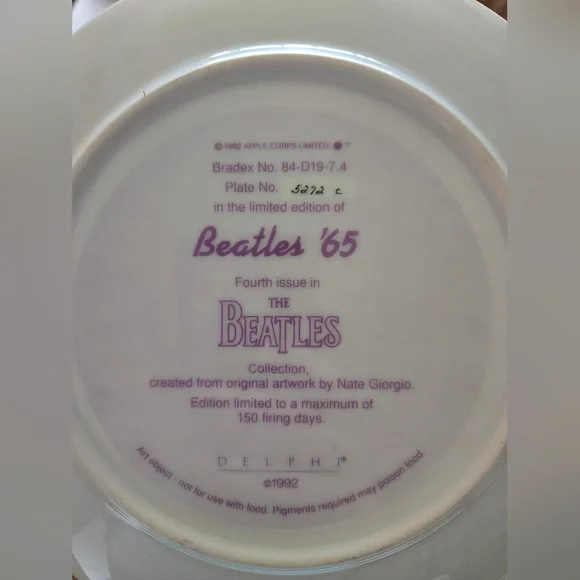 ©1992 APPLE CORPS LIMITED ™
Bradex No. 84-D19-7.4
Plate No. 5272 c
in the limited edition of
Beatles '65
Fourth issue in
THE
BEATLES
Collection,
created from original artwork by Nate Giorgio.
Edition limited to a maximum of
150 firing days.
DELPHI®
©1992
Art object - not for use with food. Pigments required may poison food.